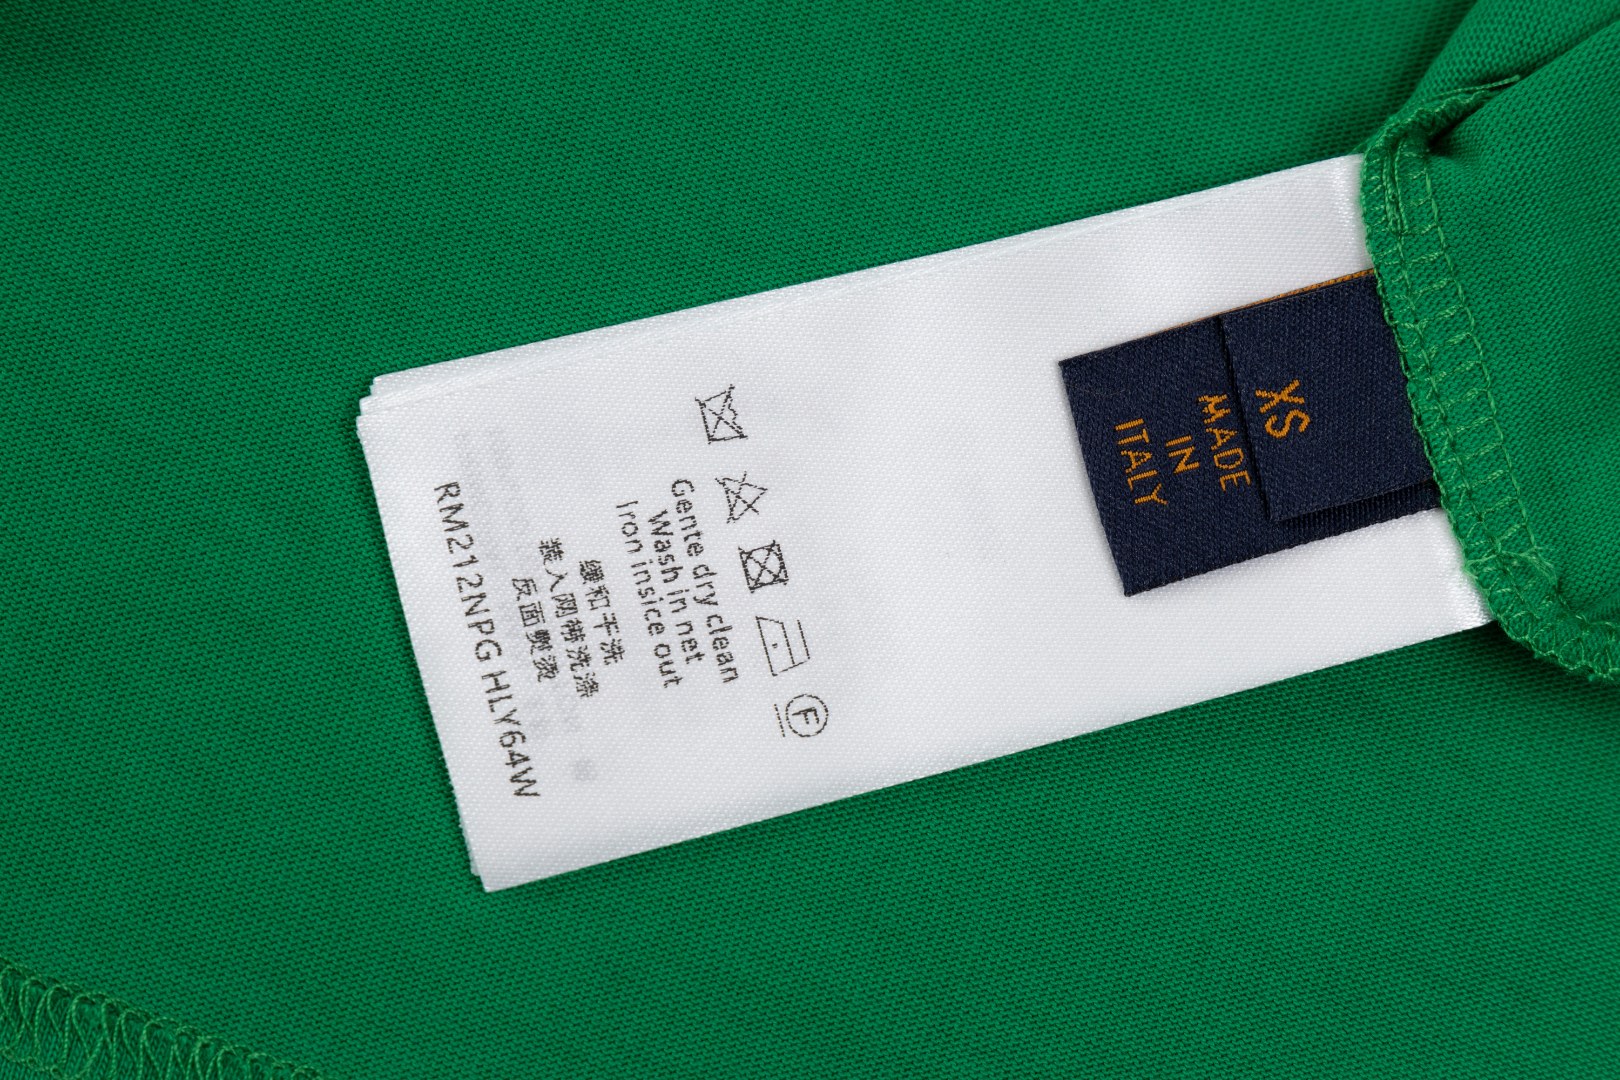 XS
MADE
IN
ITALY
F
Gente dry clean
Wash in net
Iron insice out
缓和干洗
装入网兜洗涤
反面熨烫
RM212NPG HLY64W